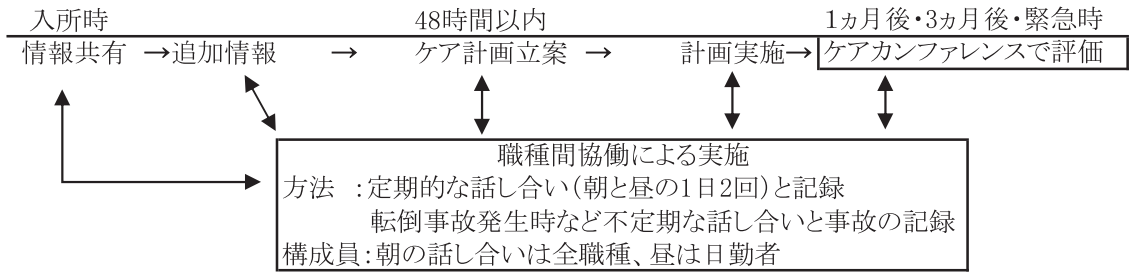 入所時 48時間以内 1ヵ月後・3ヵ月後・緊急時
情報共有 →追加情報 → ケア計画立案 → 計画実施→ケアカンファレンスで評価
職種間協働による実施
方法 :定期的な話し合い(朝と昼の1日2回)と記録
転倒事故発生時など不定期な話し合いと事故の記録
構成員:朝の話し合いは全職種、昼は日勤者